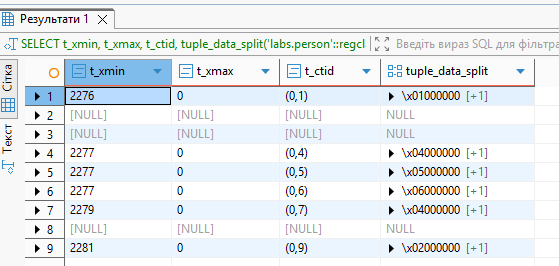 Результати 1
SELECT t_xmin, t_xmax, t_ctid, tuple_data_split('labs.person'::regcl
Введіть вираз SQL для фільтра
Сітка
Текст
t_xmin t_xmax t_ctid tuple_data_split
1 2276 0 (0,1) \x01000000 [+1]
2 [NULL] [NULL] [NULL] NULL
3 [NULL] [NULL] [NULL] NULL
4 2277 0 (0,4) \x04000000 [+1]
5 2277 0 (0,5) \x05000000 [+1]
6 2277 0 (0,6) \x06000000 [+1]
7 2279 0 (0,7) \x04000000 [+1]
8 [NULL] [NULL] [NULL] NULL
9 2281 0 (0,9) \x02000000 [+1]